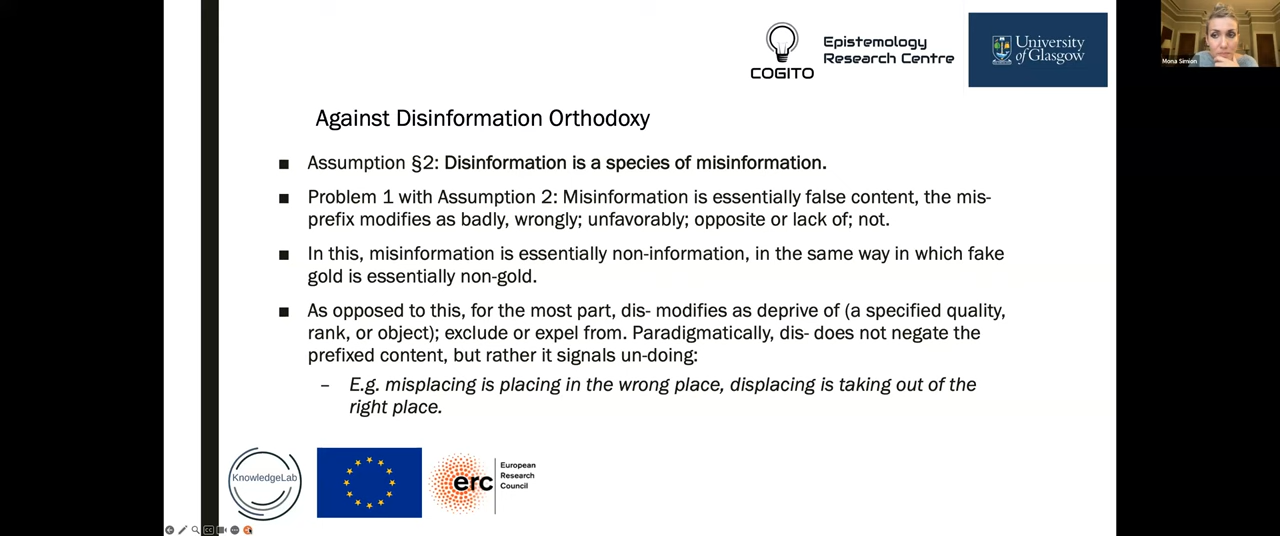 COGITO
Epistemology
Research Centre
University
of Glasgow
Mona Simion
Against Disinformation Orthodoxy
■ Assumption §2: Disinformation is a species of misinformation.
■ Problem 1 with Assumption 2: Misinformation is essentially false content, the mis-
prefix modifies as badly, wrongly; unfavorably; opposite or lack of; not.
■ In this, misinformation is essentially non-information, in the same way in which fake
gold is essentially non-gold.
■ As opposed to this, for the most part, dis- modifies as deprive of (a specified quality,
rank, or object); exclude or expel from. Paradigmatically, dis- does not negate the
prefixed content, but rather it signals un-doing:
– E.g. misplacing is placing in the wrong place, displacing is taking out of the
right place.
KnowledgeLab
erc
European
Research
Council